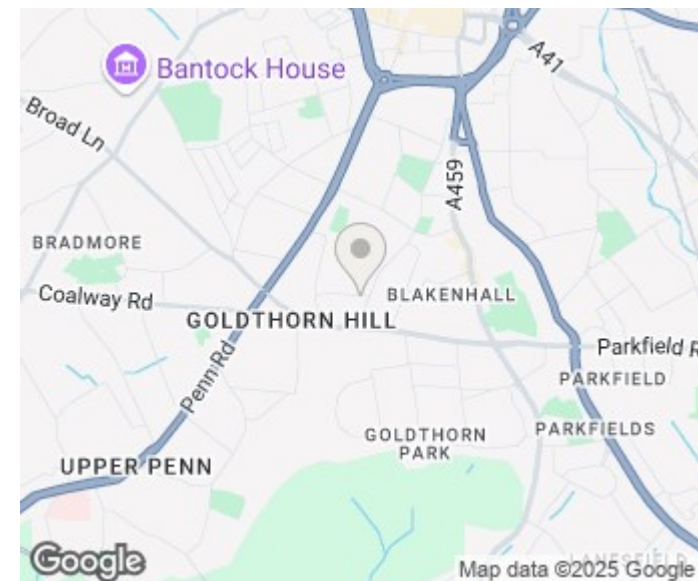 A41
Bantock House
Broad Ln
A459
BRADMORE
Coalway Rd
BLAKENHALL
GOLDTHORN HILL
Parkfield R
Penn Rd
PARKFIELD
GOLDTHORN
PARK
PARKFIELDS
UPPER PENN
LANESFIELD
Google
Map data ©2025 Google